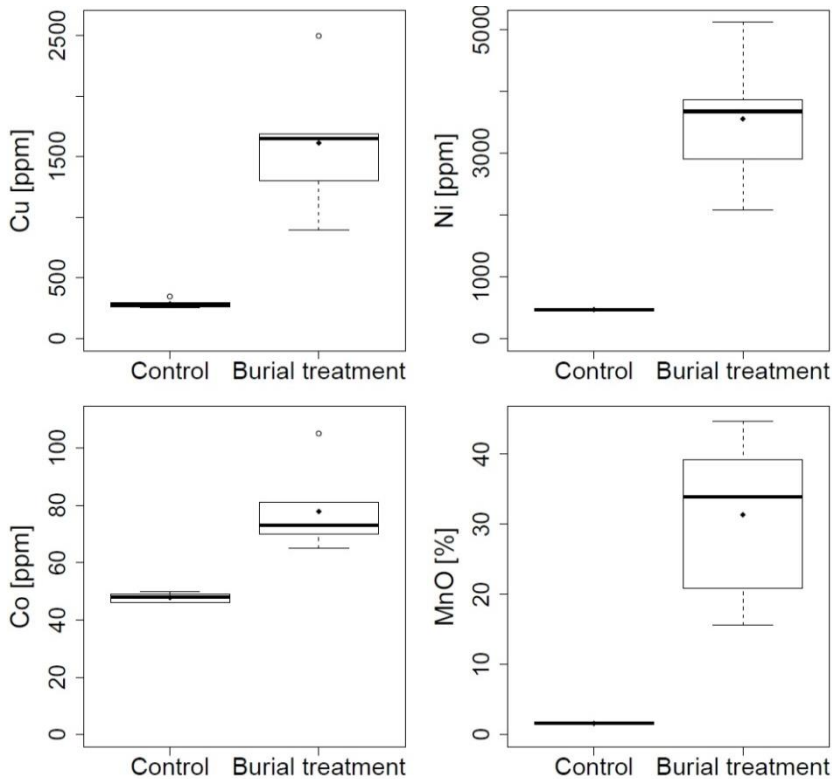 Cu [ppm]
2500
1500
500
0
Control Burial treatment
Ni [ppm]
5000
3000
1000
0
Control Burial treatment
Co [ppm]
100
80
60
40
20
0
Control Burial treatment
MnO [%]
40
30
20
10
0
Control Burial treatment